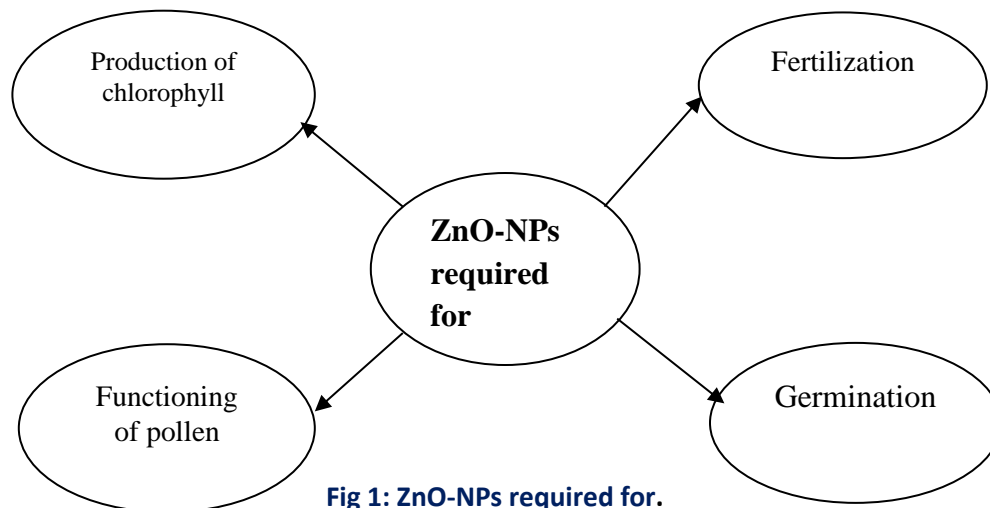 Production of
chlorophyll
Fertilization
ZnO-NPs
required
for
Functioning
of pollen
Germination
Fig 1: ZnO-NPs required for.